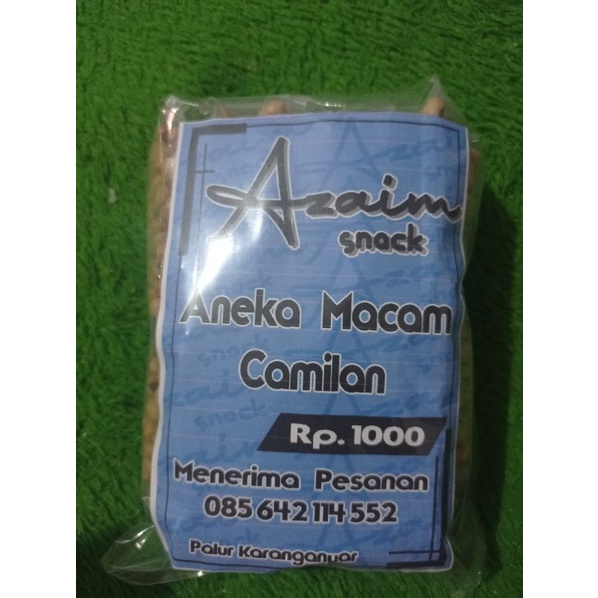 Azaim
snack
Aneka Macam
Camilan
Rp. 1000
Menerima Pesanan
085 642 114 552
Palur Karanganyar